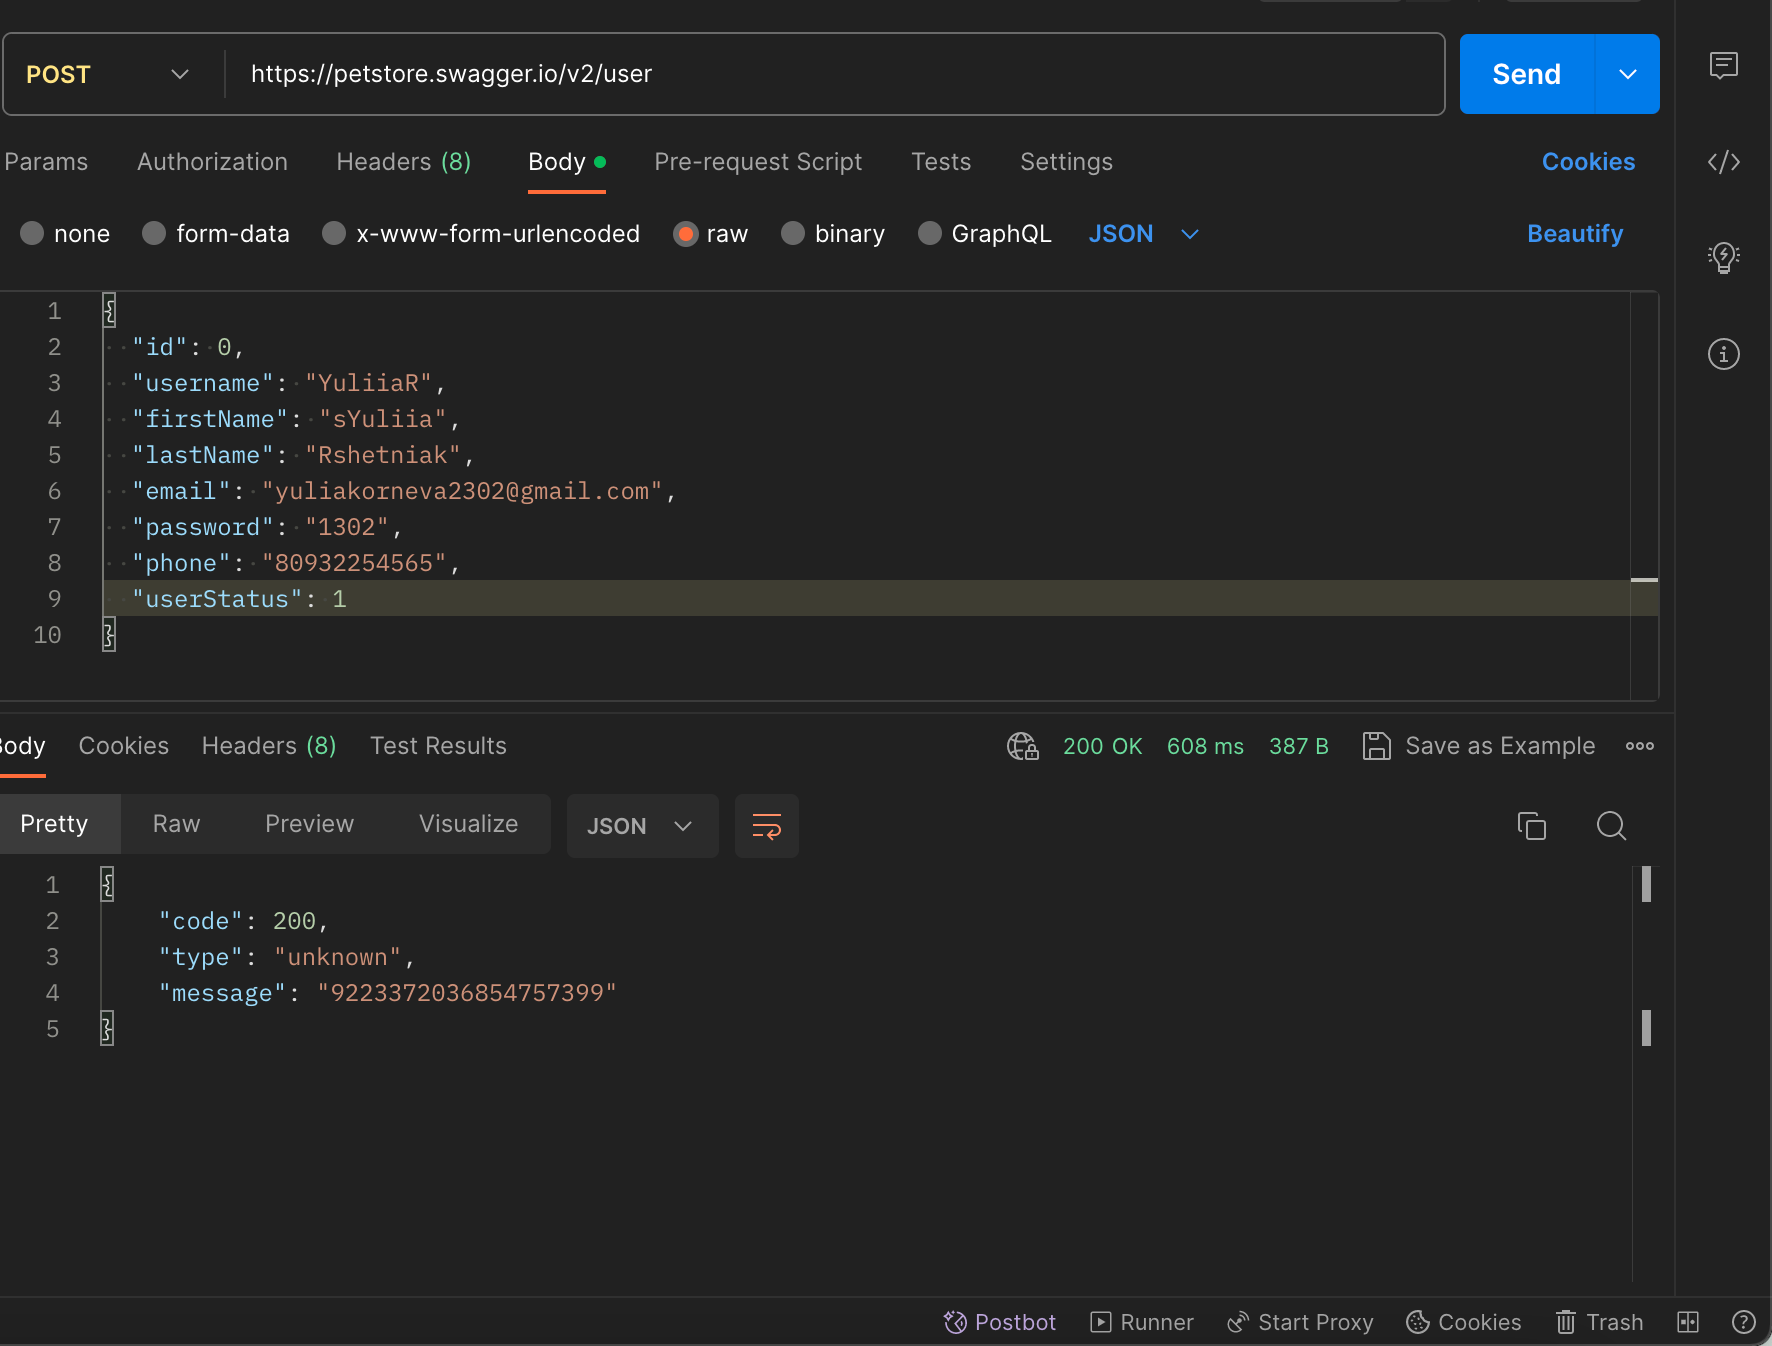 POST https://petstore.swagger.io/v2/user Send
Params Authorization Headers (8) Body Pre-request Script Tests Settings Cookies
none form-data x-www-form-urlencoded raw binary GraphQL JSON Beautify
1 {
2 "id": 0,
3 "username": "YuliiaR",
4 "firstName": "sYuliia",
5 "lastName": "Rshetniak",
6 "email": "yuliakorneva2302@gmail.com",
7 "password": "1302",
8 "phone": "80932254565",
9 "userStatus": 1
10 }
Body Cookies Headers (8) Test Results 200 OK 608 ms 387 B Save as Example
Pretty Raw Preview Visualize JSON
1 {
2 "code": 200,
3 "type": "unknown",
4 "message": "9223372036854757399"
5 }
Postbot Runner Start Proxy Cookies Trash